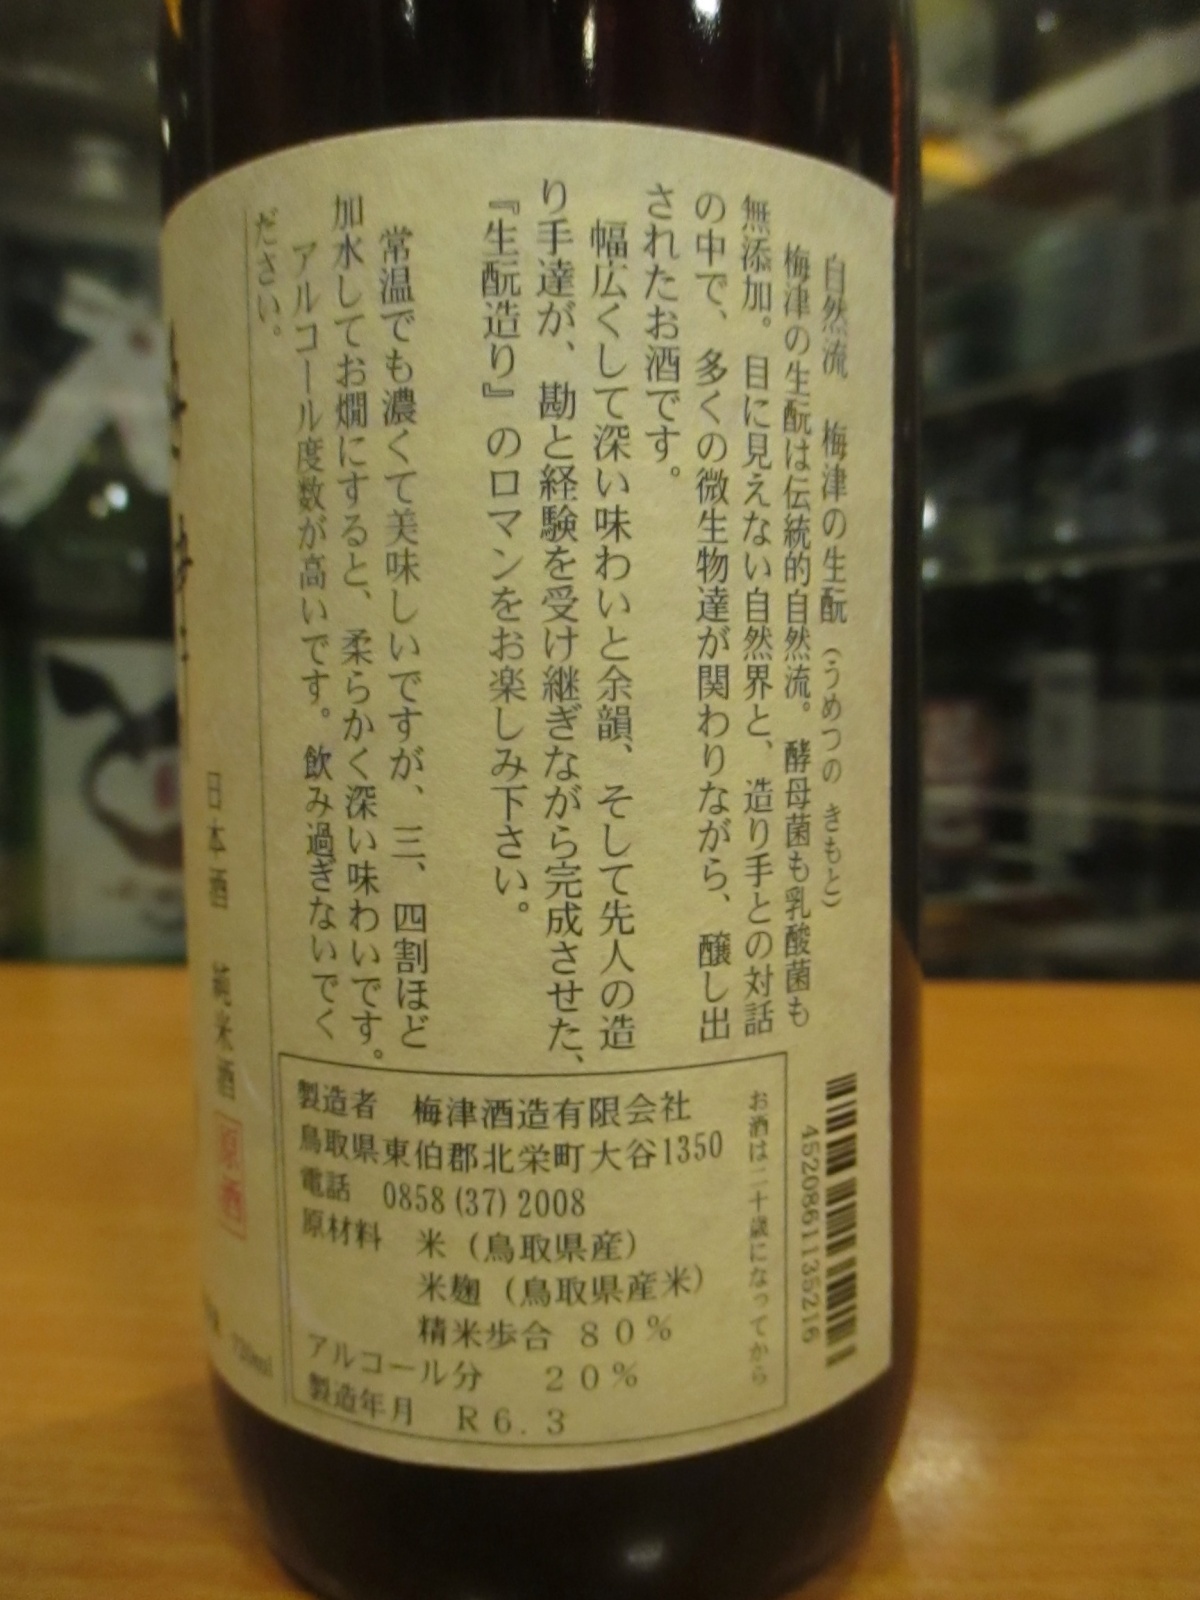 自然流　梅津の生酛（うめつの きもと）
梅津の生酛は伝統的自然流。酵母菌も乳酸菌も
無添加。目に見えない自然界と、造り手との対話
の中で、多くの微生物達が関わりながら、醸し出
されたお酒です。
幅広くして深い味わいと余韻、そして先人の造
り手達が、勘と経験を受け継ぎながら完成させた、
『生酛造り』のロマンをお楽しみ下さい。
常温でも濃くて美味しいですが、三、四割ほど
加水してお燗にすると、柔らかく深い味わいです。
アルコール度数が高いです。飲み過ぎないでく
ださい。
4520861135216
お酒は二十歳になってから
製造者　梅津酒造有限会社
鳥取県東伯郡北栄町大谷1350
電話　0858(37)2008
原材料　米（鳥取県産）
米麹（鳥取県産米）
精米歩合 80%
アルコール分　20%
製造年月　R6.3
日本酒　純米酒　原酒